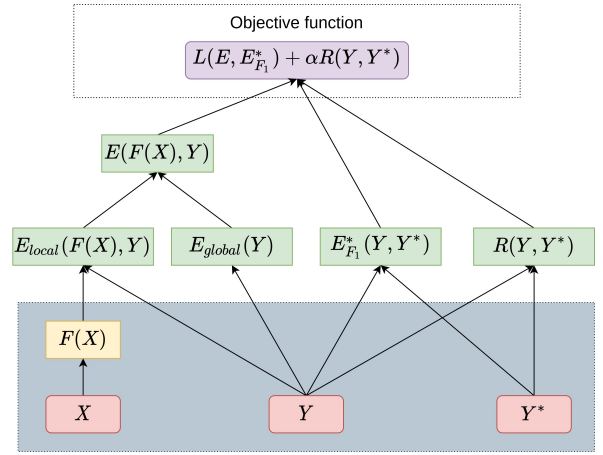 Objective function
L(E, E*_{F_1}) + αR(Y, Y*)
E(F(X), Y)
E_{local}(F(X), Y)
E_{global}(Y)
E*_{F_1}(Y, Y*)
R(Y, Y*)
F(X)
X
Y
Y*